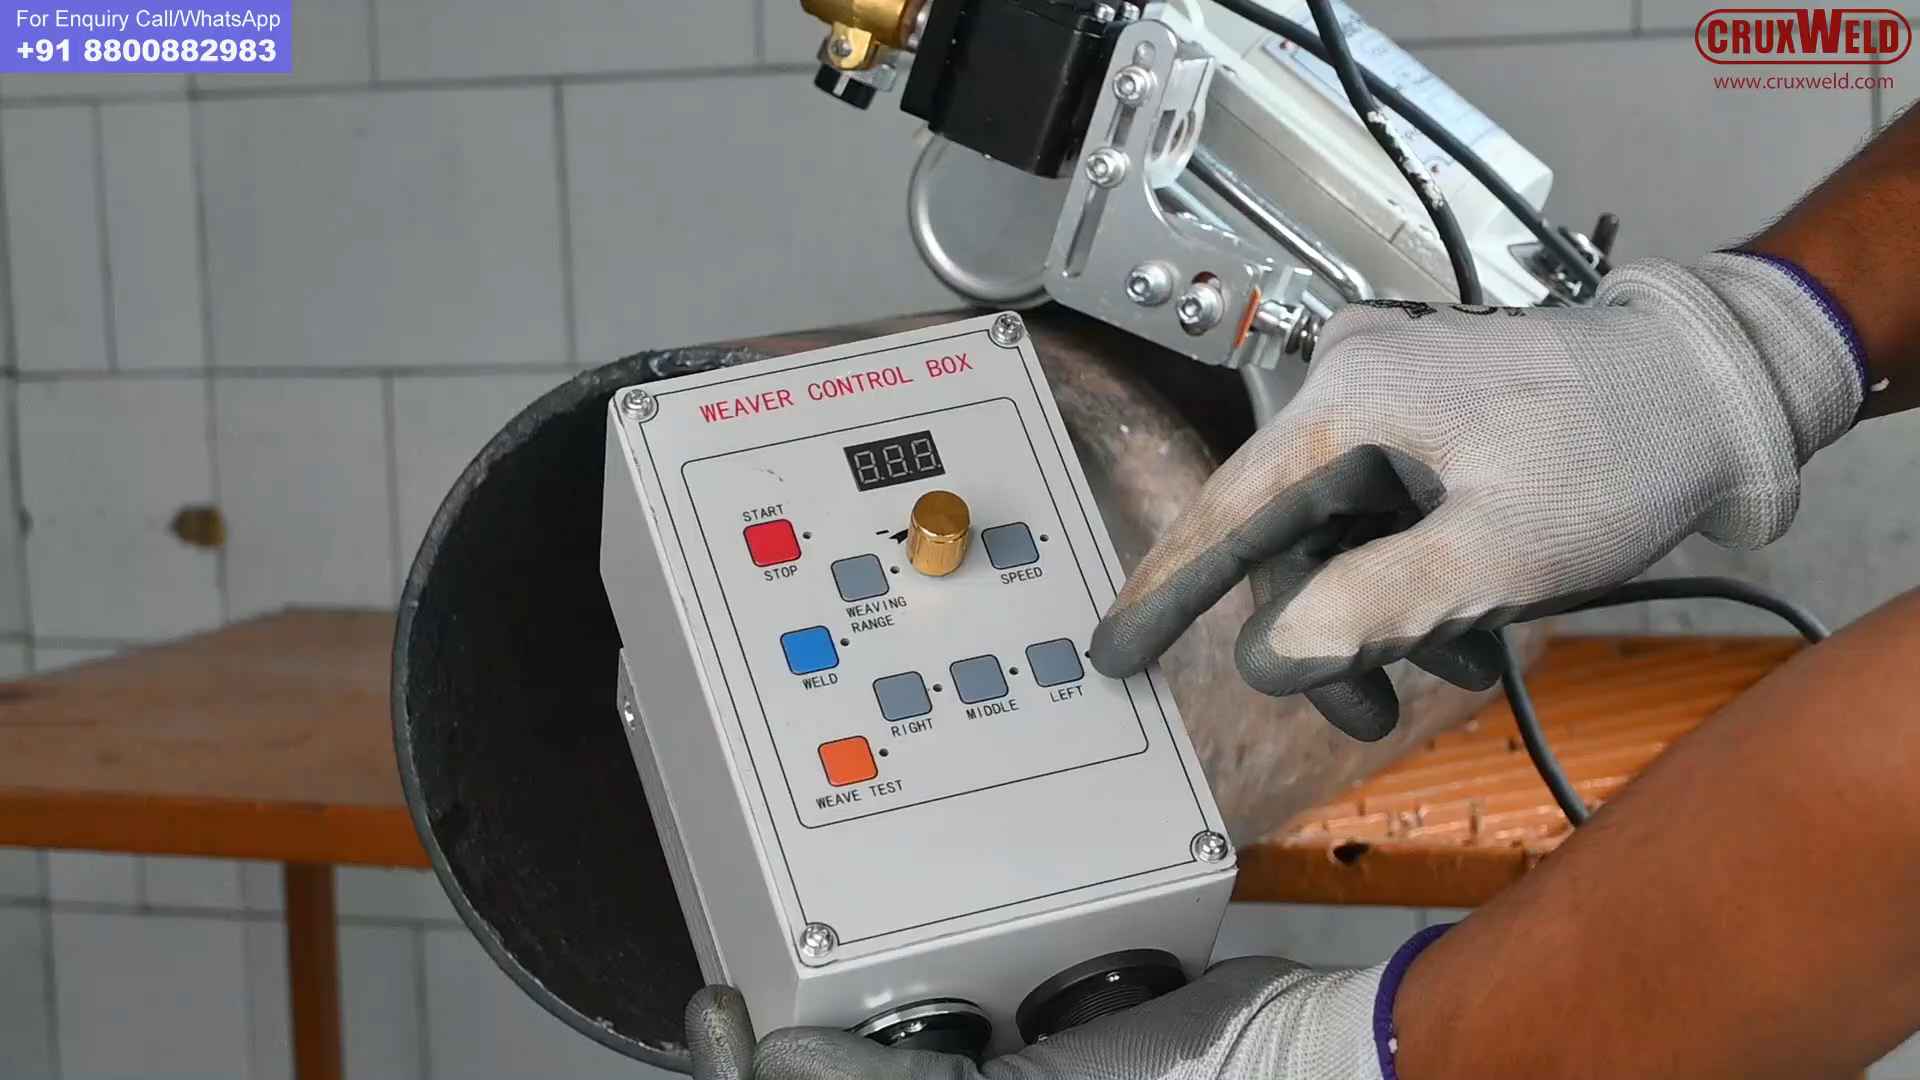 For Enquiry Call/WhatsApp
+91 8800882983
CRUXWELD
www.cruxweld.com
WEAVER CONTROL BOX
8.8.8.
START
STOP
WEAVING
RANGE
SPEED
WELD
RIGHT
MIDDLE
LEFT
WEAVE TEST